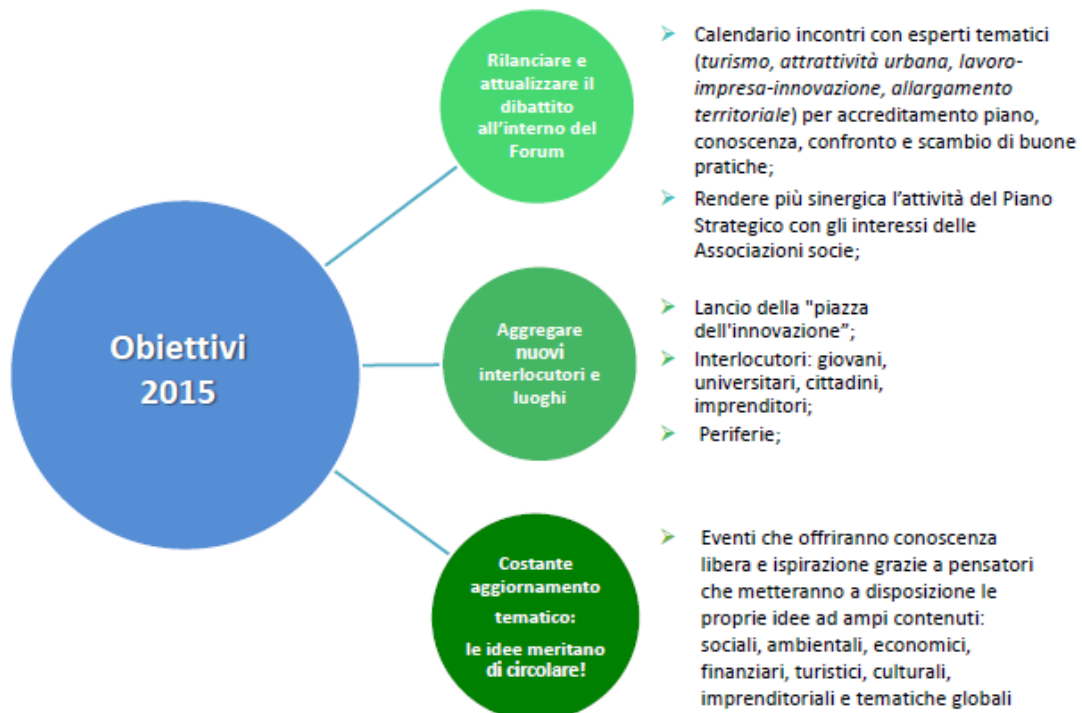 Obiettivi
2015
Rilanciare e
attualizzare il
dibattito
all'interno del
Forum
➢ Calendario incontri con esperti tematici
(turismo, attrattività urbana, lavoro-
impresa-innovazione, allargamento
territoriale) per accreditamento piano,
conoscenza, confronto e scambio di buone
pratiche;
➢ Rendere più sinergica l'attività del Piano
Strategico con gli interessi delle
Associazioni socie;
Aggregare
nuovi
interlocutori e
luoghi
➢ Lancio della "piazza
dell'innovazione”;
➢ Interlocutori: giovani,
universitari, cittadini,
imprenditori;
➢ Periferie;
Costante
aggiornamento
tematico:
le idee meritano
di circolare!
➢ Eventi che offriranno conoscenza
libera e ispirazione grazie a pensatori
che metteranno a disposizione le
proprie idee ad ampi contenuti:
sociali, ambientali, economici,
finanziari, turistici, culturali,
imprenditoriali e tematiche globali